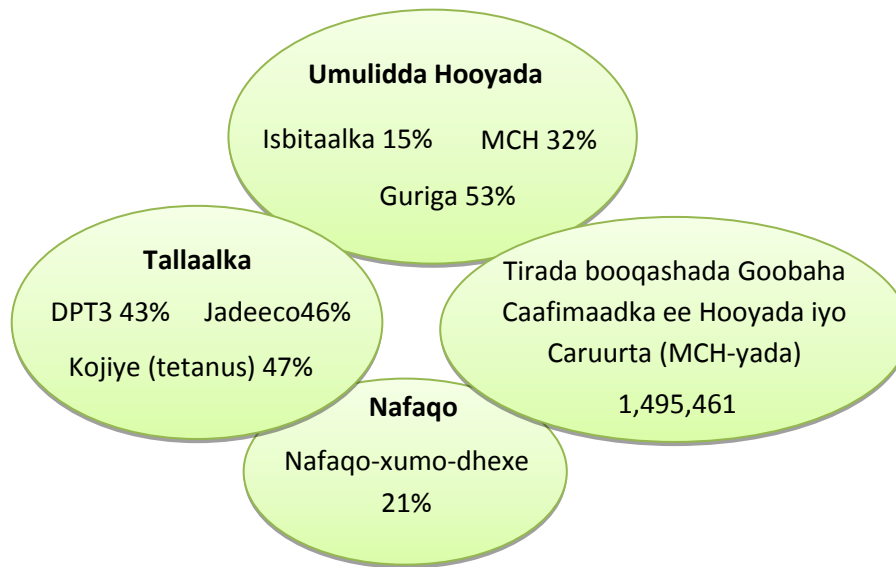 Umulidda Hooyada
Isbitaalka 15% MCH 32%
Guriga 53%
Tallaalka
DPT3 43% Jadeeco46%
Kojiye (tetanus) 47%
Tirada booqashada Goobaha
Caafimaadka ee Hooyada iyo
Caruurta (MCH-yada)
1,495,461
Nafaqo
Nafaqo-xumo-dhexe
21%